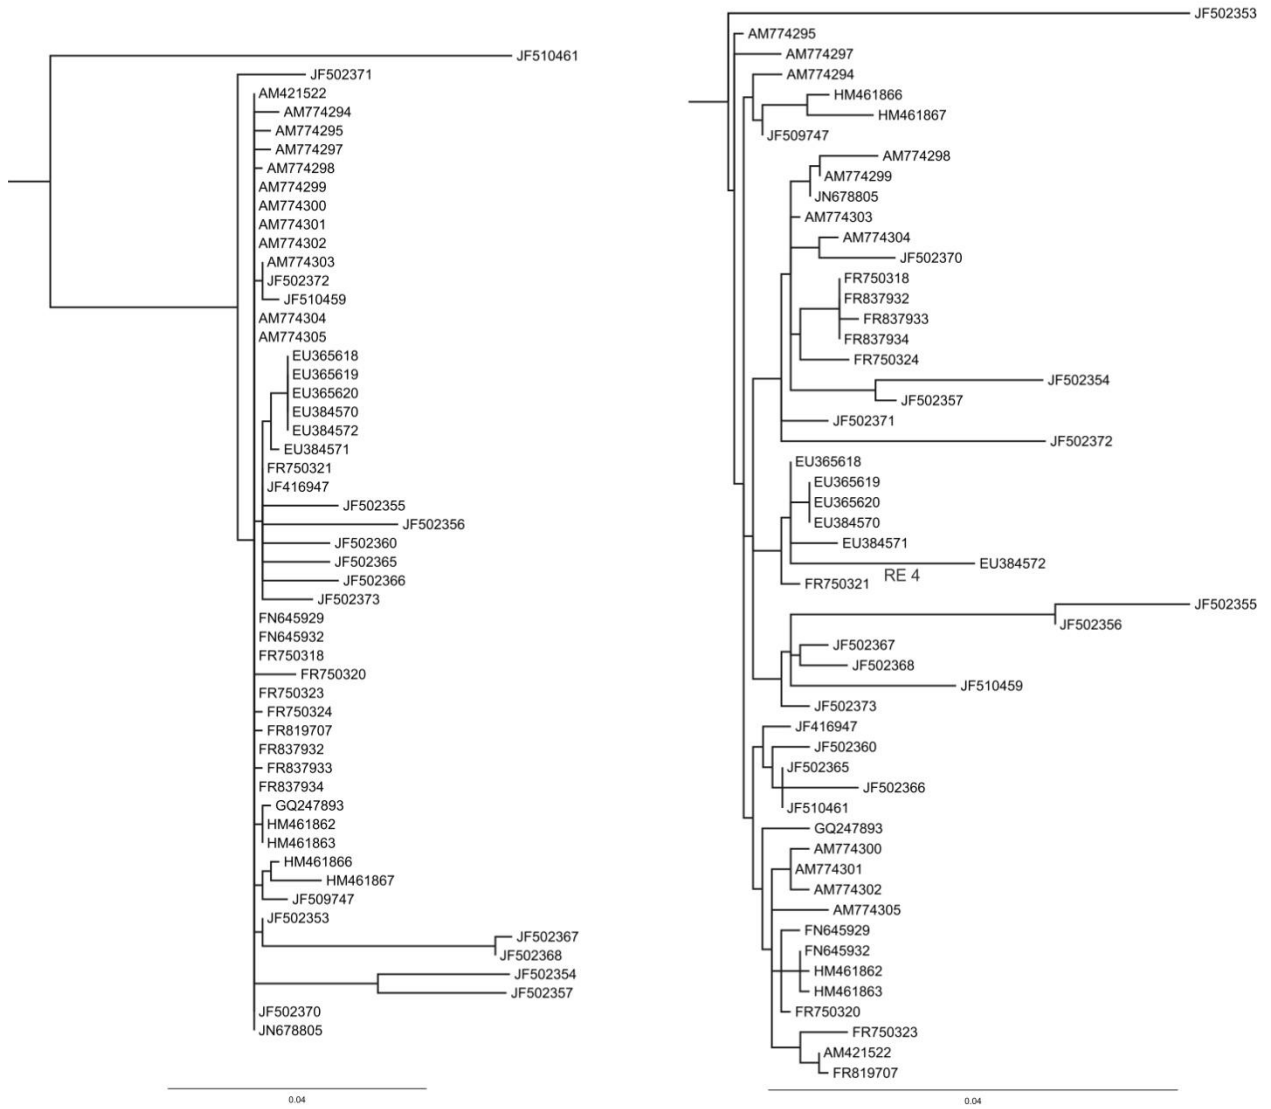 JF510461
JF502371
AM421522
AM774294
AM774295
AM774297
AM774298
AM774299
AM774300
AM774301
AM774302
AM774303
JF502372
JF510459
AM774304
AM774305
EU365618
EU365619
EU365620
EU384570
EU384572
EU384571
FR750321
JF416947
JF502355
JF502356
JF502360
JF502365
JF502366
JF502373
FN645929
FN645932
FR750318
FR750320
FR750323
FR750324
FR819707
FR837932
FR837933
FR837934
GQ247893
HM461862
HM461863
HM461866
HM461867
JF509747
JF502353
JF502367
JF502368
JF502354
JF502357
JF502370
JN678805
0.04
JF502353
AM774295
AM774297
AM774294
HM461866
HM461867
JF509747
AM774298
AM774299
JN678805
AM774303
AM774304
JF502370
FR750318
FR837932
FR837933
FR837934
FR750324
JF502354
JF502357
JF502371
JF502372
EU365618
EU365619
EU365620
EU384570
EU384571
EU384572
RE 4
FR750321
JF502355
JF502356
JF502367
JF502368
JF510459
JF502373
JF416947
JF502360
JF502365
JF502366
JF510461
GQ247893
AM774300
AM774301
AM774302
AM774305
FN645929
FN645932
HM461862
HM461863
FR750320
FR750323
AM421522
FR819707
0.04